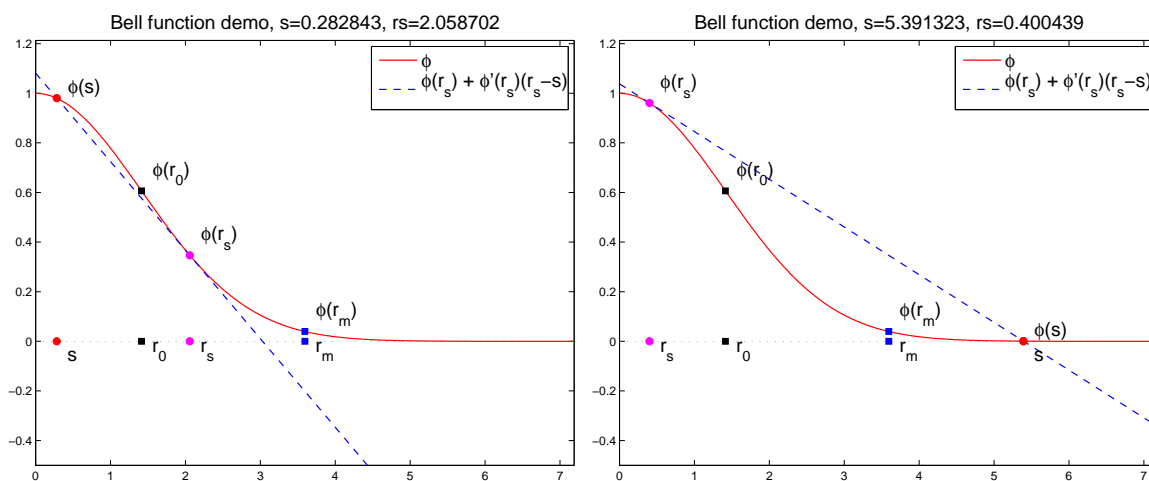 Bell function demo, s=0.282843, rs=2.058702
ϕ
ϕ(r_s) + ϕ'(r_s)(r_s−s)
1.2
1
0.8
0.6
0.4
0.2
0
−0.2
−0.4
ϕ(s)
ϕ(r_0)
ϕ(r_s)
ϕ(r_m)
s r_0 r_s r_m
0 1 2 3 4 5 6 7
Bell function demo, s=5.391323, rs=0.400439
ϕ
ϕ(r_s) + ϕ'(r_s)(r_s−s)
1.2
1
0.8
0.6
0.4
0.2
0
−0.2
−0.4
ϕ(r_s)
ϕ(r_0)
ϕ(r_m)
ϕ(s)
r_s r_0 r_m s
0 1 2 3 4 5 6 7